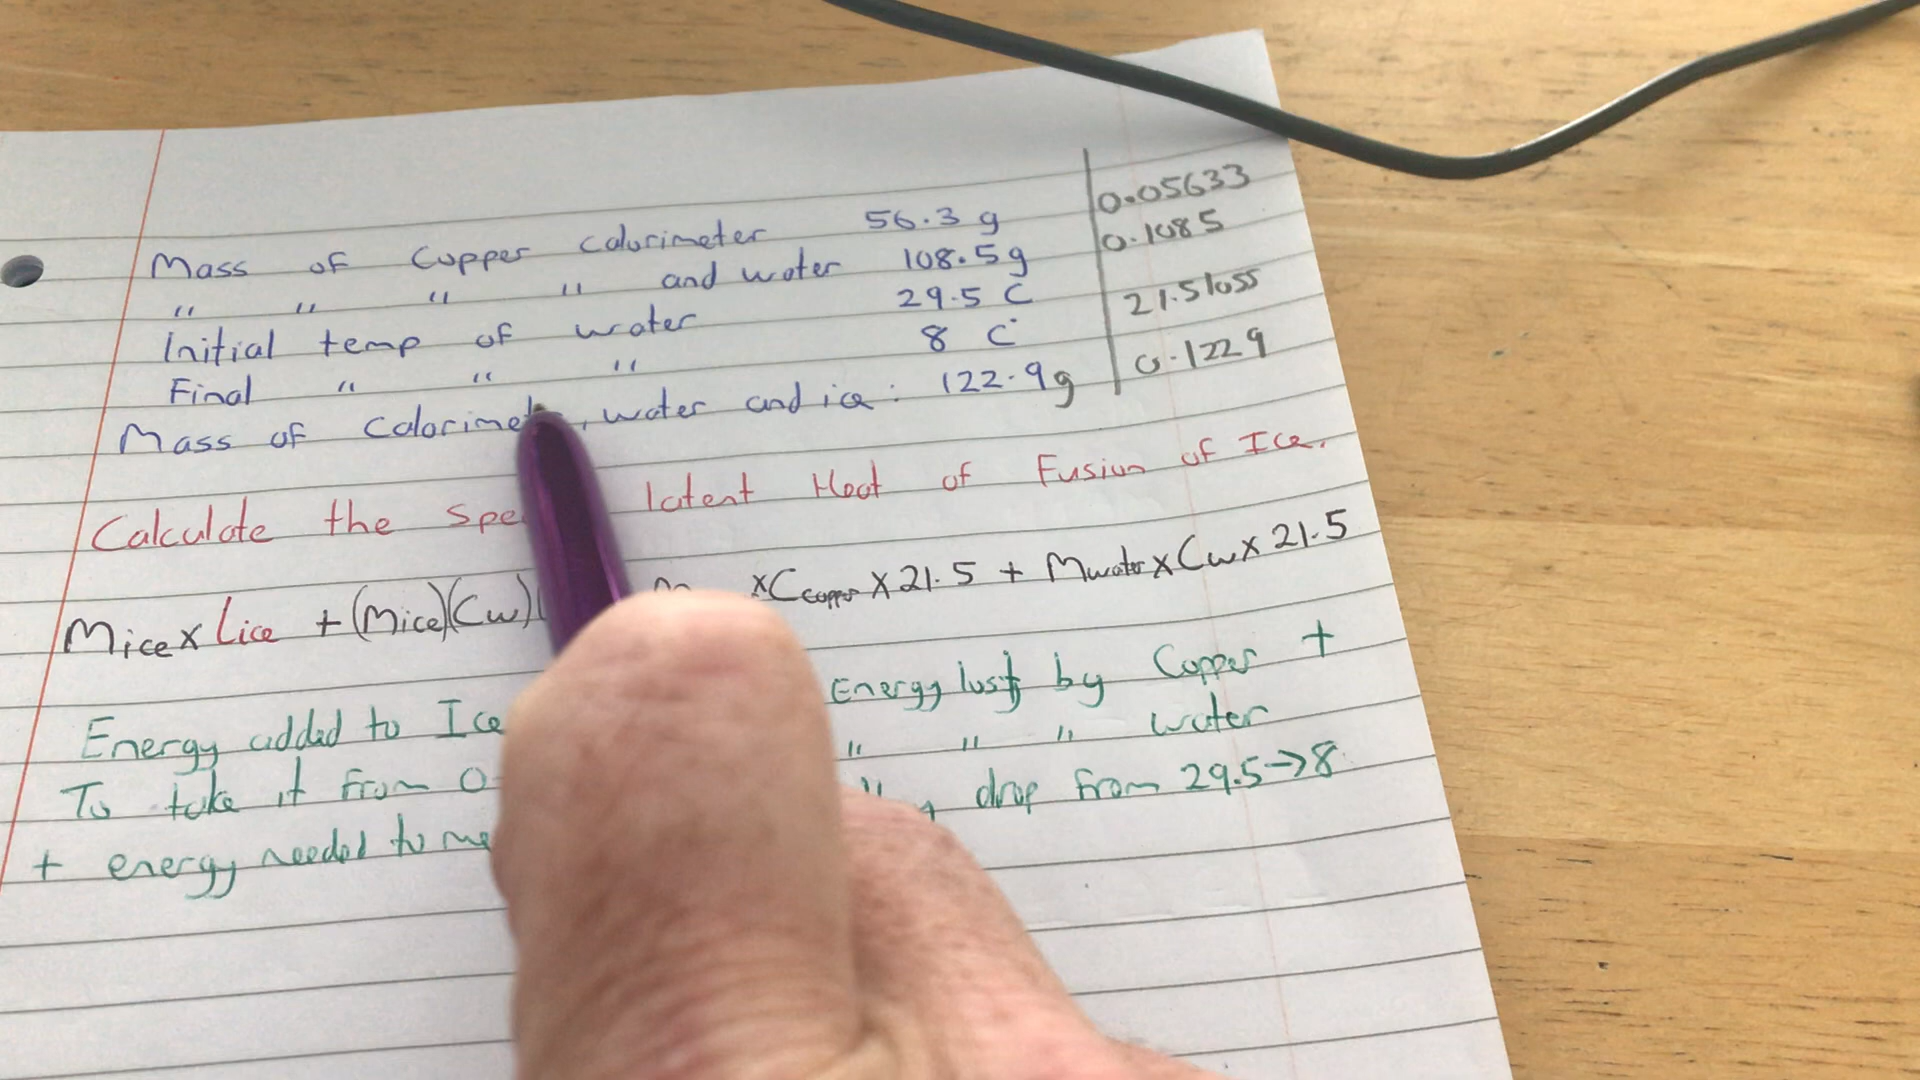 Mass of Copper Calorimeter 56.3 g 0.05633
" " " " and water 108.5g 0.1085
Initial temp of water 29.5 C
Final " " " 8 C 21.5 loss
Mass of Calorimet , water and ice : 122.9g 0.1229
Calculate the Spe latent Heat of Fusion of Ice.
Mice x Lice + (Mice)(Cw)( x Ccopper x 21.5 + Mwater x Cw x 21.5
Energy added to Ice Energy lost by Copper +
" " " water
To take it from 0 drop from 29.5→8
+ energy needed to me